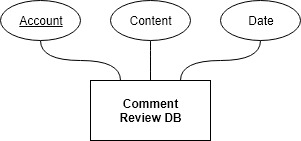 Account
Content
Date
Comment
Review DB